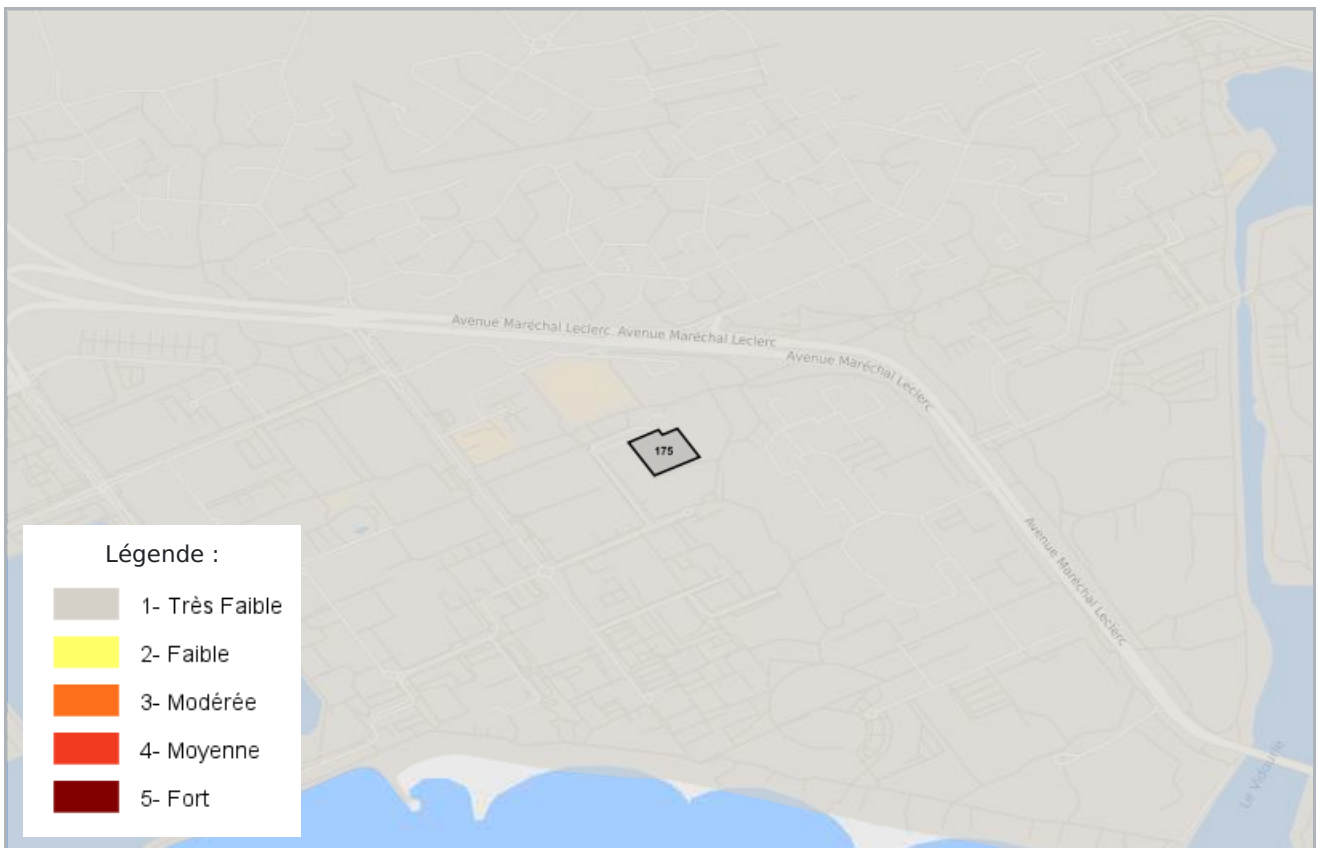 Avenue Maréchal Leclerc Avenue Maréchal Leclerc
Avenue Maréchal Leclerc
175
Avenue Maréchal Leclerc
Le Vidourle
Légende :
1- Très Faible
2- Faible
3- Modérée
4- Moyenne
5- Fort